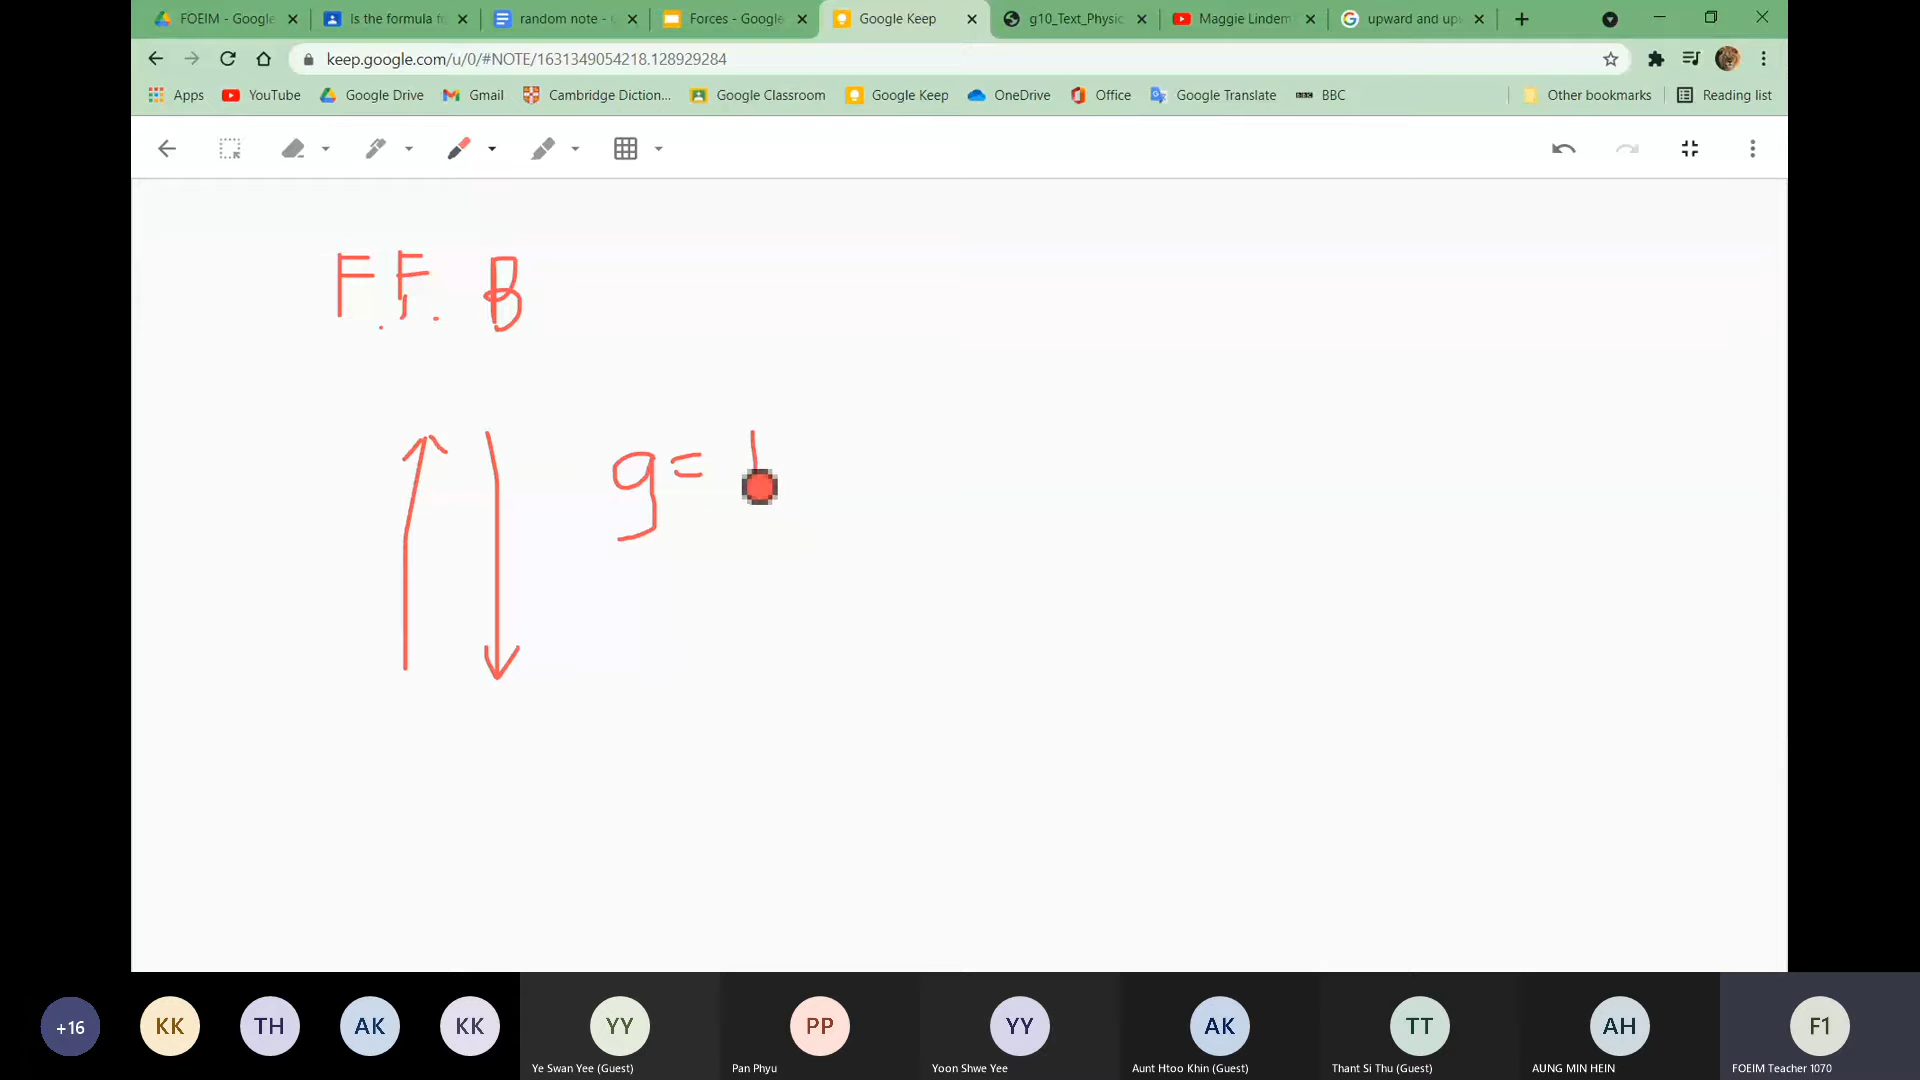 FOEIM - Google
Is the formula fo
random note - G
Forces - Google
Google Keep
g10_Text_Physic
Maggie Lindem
upward and up
keep.google.com/u/0/#NOTE/1631349054218.128929284
Apps
YouTube
Google Drive
Gmail
Cambridge Diction...
Google Classroom
Google Keep
OneDrive
Office
Google Translate
BBC
Other bookmarks
Reading list
F.F. B
g=
+16
KK
TH
AK
KK
YY
PP
YY
AK
TT
AH
F1
Ye Swan Yee (Guest)
Pan Phyu
Yoon Shwe Yee
Aunt Htoo Khin (Guest)
Thant Si Thu (Guest)
AUNG MIN HEIN
FOEIM Teacher 1070